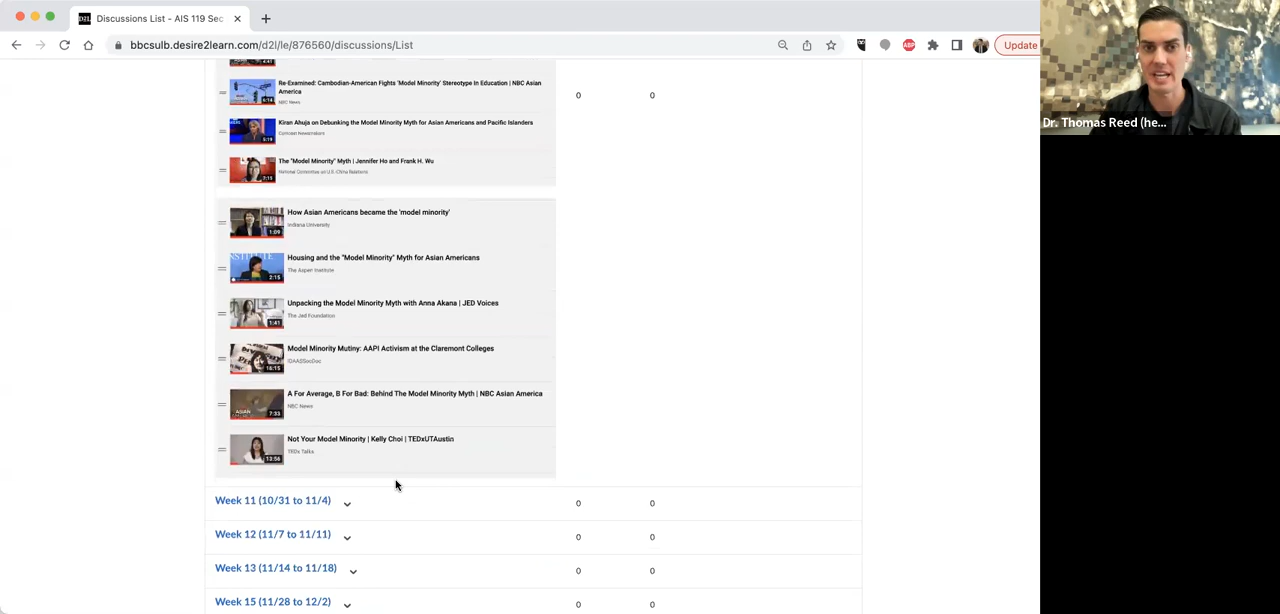 Discussions List - AIS 119 Sec
bbcsulb.desire2learn.com/d2l/le/876560/discussions/List
ABP
Update
Dr. Thomas Reed (he...
4:41
Re-Examined: Cambodian-American Fights 'Model Minority' Stereotype In Education | NBC Asian
America
NBC News
0
0
Kiran Ahuja on Debunking the Model Minority Myth for Asian Americans and Pacific Islanders
Comcast Newsmakers
5:19
The "Model Minority" Myth | Jennifer Ho and Frank H. Wu
National Committee on U.S.-China Relations
7:15
How Asian Americans became the 'model minority'
Indiana University
1:09
Housing and the "Model Minority" Myth for Asian Americans
The Aspen Institute
2:15
Unpacking the Model Minority Myth with Anna Akana | JED Voices
The Jed Foundation
1:41
Model Minority Mutiny: AAPI Activism at the Claremont Colleges
IDAASSocDoc
16:15
A For Average, B For Bad: Behind The Model Minority Myth | NBC Asian America
NBC News
ASIAN
7:33
Not Your Model Minority | Kelly Choi | TEDxUTAustin
TEDx Talks
13:56
Week 11 (10/31 to 11/4)
0
0
Week 12 (11/7 to 11/11)
0
0
Week 13 (11/14 to 11/18)
0
0
Week 15 (11/28 to 12/2)
0
0